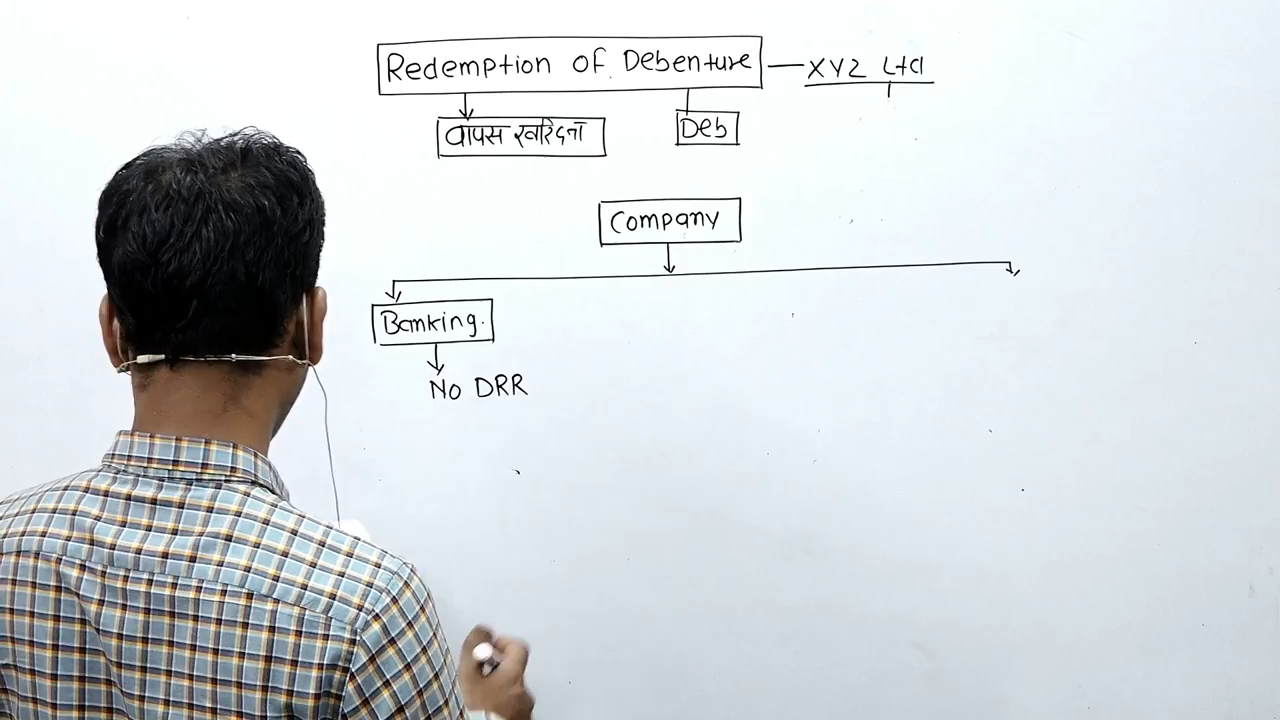 Redemption of Debenture — XYZ Ltd
वापस खरिदना Deb
Company
Banking.
No DRR